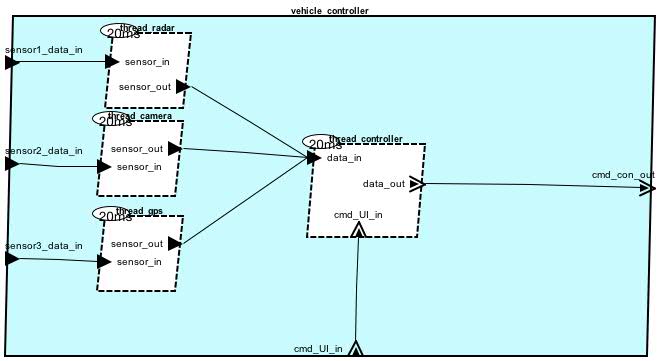 vehicle_controller
thread_radar
20ms
sensor1_data_in
sensor_in
sensor_out
thread_camera
20ms
sensor2_data_in
sensor_out
sensor_in
thread_gps
20ms
sensor3_data_in
sensor_out
sensor_in
thread_controller
20ms
data_in
data_out
cmd_UI_in
cmd_con_out
cmd_UI_in